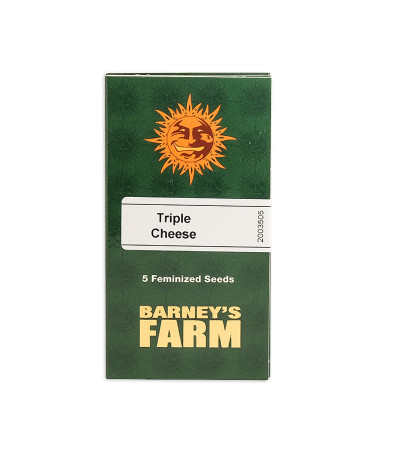 Triple
Cheese
2003505
5 Feminized Seeds
BARNEY'S
FARM